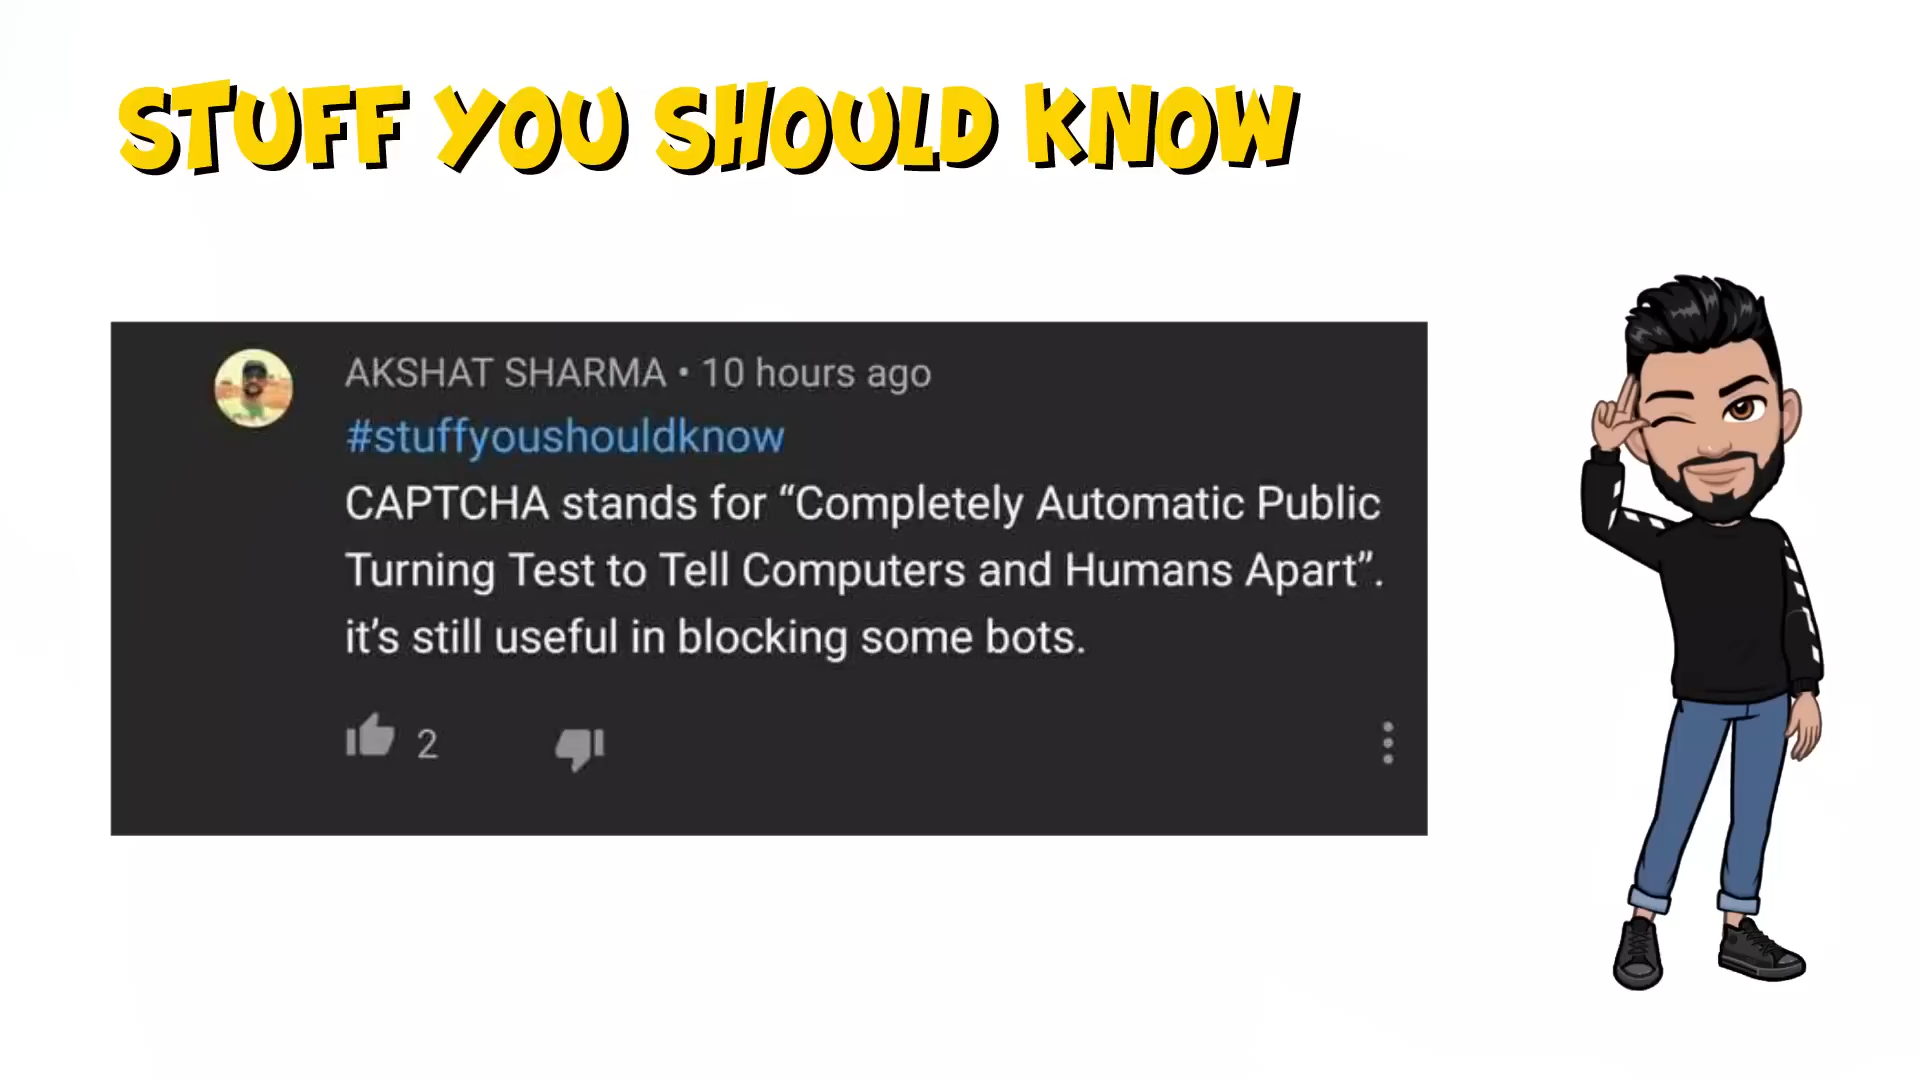 STUFF YOU SHOULD KNOW
AKSHAT SHARMA • 10 hours ago
#stuffyoushouldknow
CAPTCHA stands for “Completely Automatic Public
Turning Test to Tell Computers and Humans Apart”.
it’s still useful in blocking some bots.
2